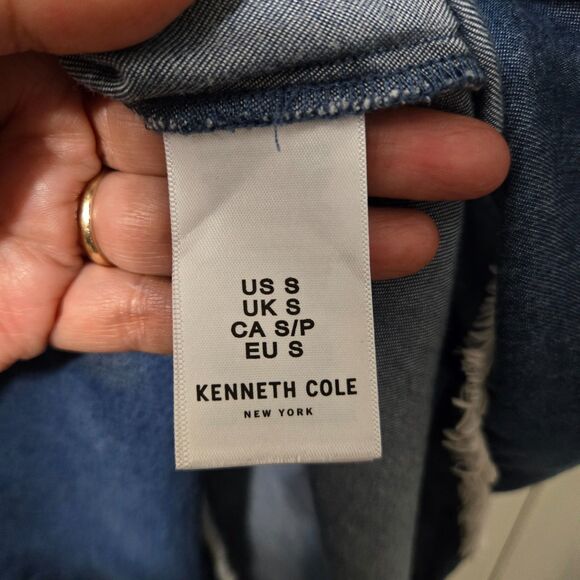 US S
UK S
CA S/P
EU S
KENNETH COLE
NEW YORK